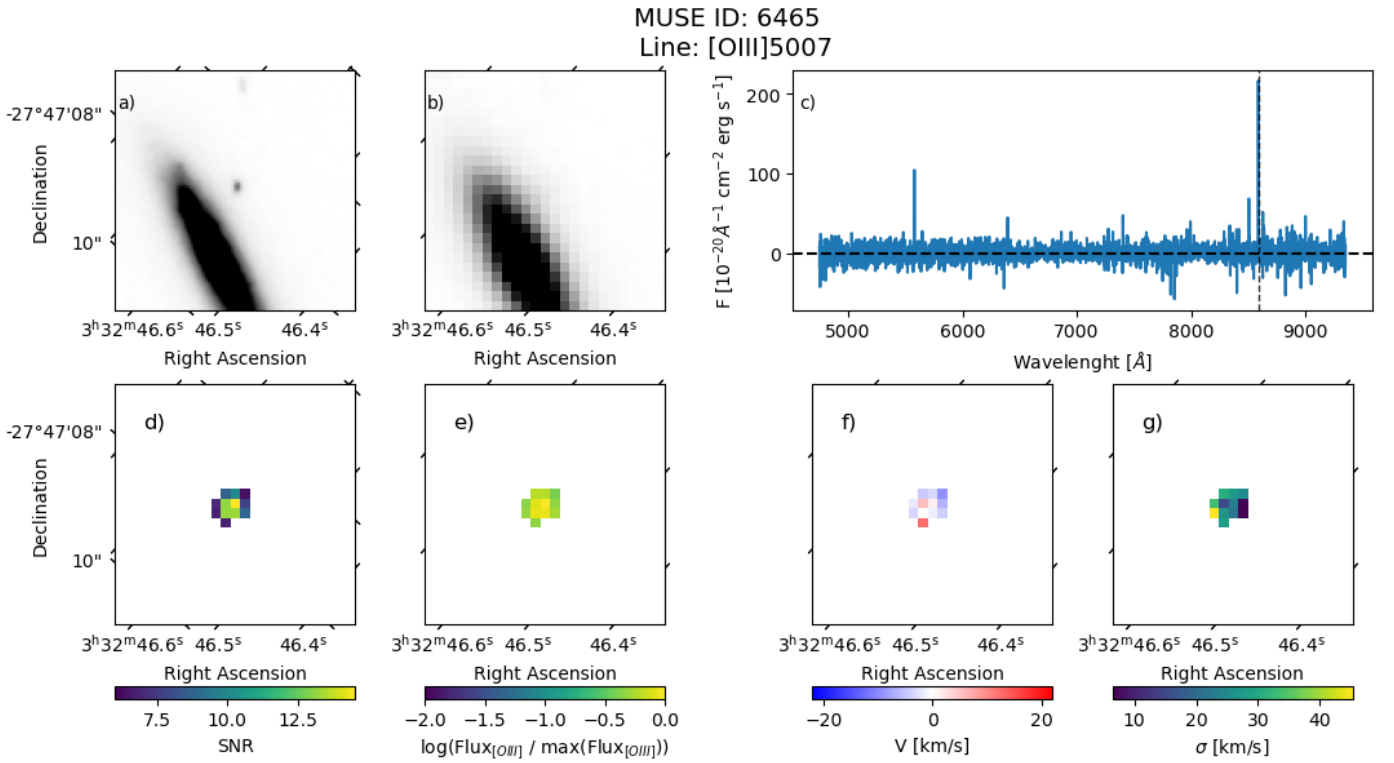 MUSE ID: 6465
Line: [OIII]5007
a)
-27°47'08"
10"
Declination
3ʰ32ᵐ46.6ˢ 46.5ˢ 46.4ˢ
Right Ascension
b)
3ʰ32ᵐ46.6ˢ 46.5ˢ 46.4ˢ
Right Ascension
c)
F [10⁻²⁰Å⁻¹ cm⁻² erg s⁻¹]
200
100
0
5000 6000 7000 8000 9000
Wavelenght [Å]
d)
-27°47'08"
10"
Declination
3ʰ32ᵐ46.6ˢ 46.5ˢ 46.4ˢ
Right Ascension
7.5 10.0 12.5
SNR
e)
3ʰ32ᵐ46.6ˢ 46.5ˢ 46.4ˢ
Right Ascension
−2.0 −1.5 −1.0 −0.5 0.0
log(Flux[OIII] / max(Flux[OIII]))
f)
3ʰ32ᵐ46.6ˢ 46.5ˢ 46.4ˢ
Right Ascension
−20 0 20
V [km/s]
g)
46.5ˢ 46.4ˢ
Right Ascension
10 20 30 40
σ [km/s]